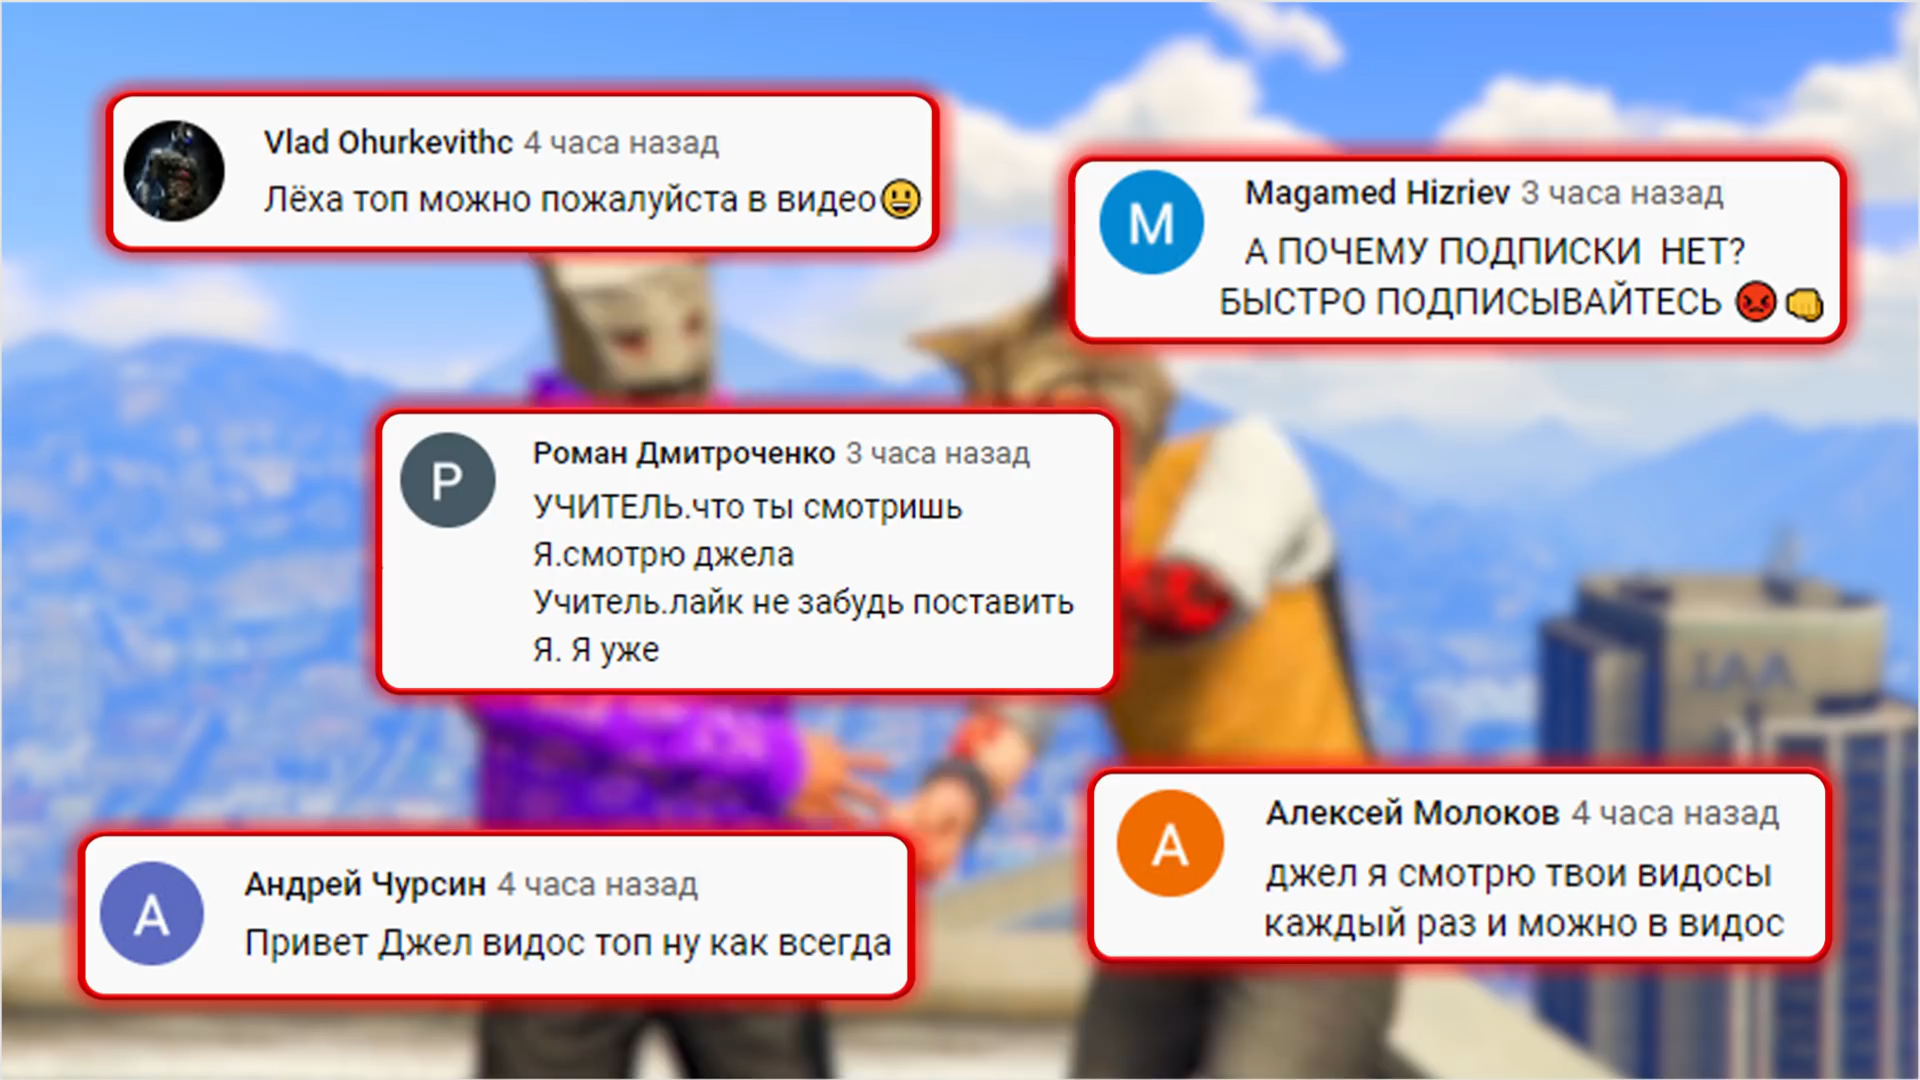 Vlad Ohurkevithc 4 часа назад
Лёха топ можно пожалуйста в видео😃
Magamed Hizriev 3 часа назад
А ПОЧЕМУ ПОДПИСКИ НЕТ?
БЫСТРО ПОДПИСЫВАЙТЕСЬ 😡👊
Р
Роман Дмитроченко 3 часа назад
УЧИТЕЛЬ.что ты смотришь
Я.смотрю джела
Учитель.лайк не забудь поставить
Я. Я уже
М
IAA
А
Алексей Молоков 4 часа назад
джел я смотрю твои видосы
каждый раз и можно в видос
А
Андрей Чурсин 4 часа назад
Привет Джел видос топ ну как всегда